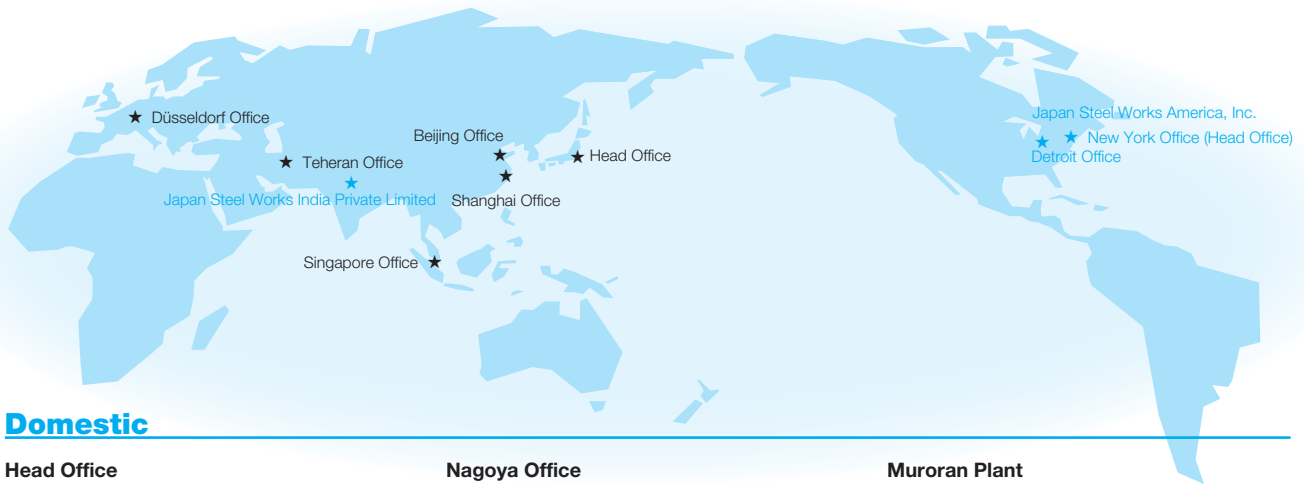 Japan Steel Works America, Inc.
Düsseldorf Office
Beijing Office
New York Office (Head Office)
Teheran Office
Head Office
Detroit Office
Japan Steel Works India Private Limited
Shanghai Office
Singapore Office
Domestic
Head Office
Nagoya Office
Muroran Plant